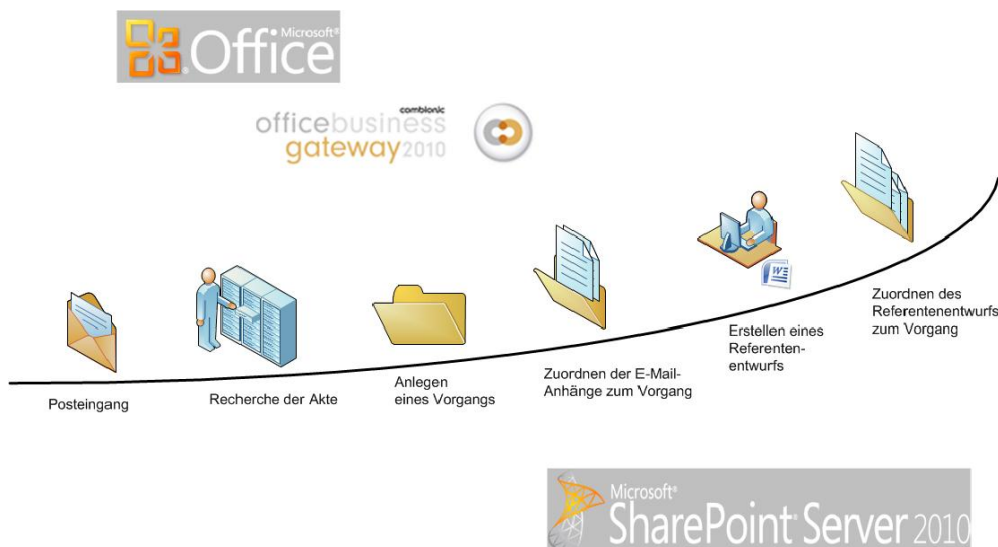 Microsoft®
Office
combionic
officebusiness
gateway2010
Posteingang
Recherche der Akte
Anlegen
eines Vorgangs
Zuordnen der E-Mail-
Anhänge zum Vorgang
Erstellen eines
Referenten-
entwurfs
Zuordnen des
Referentenentwurfs
zum Vorgang
W
Microsoft®
SharePoint® Server 2010